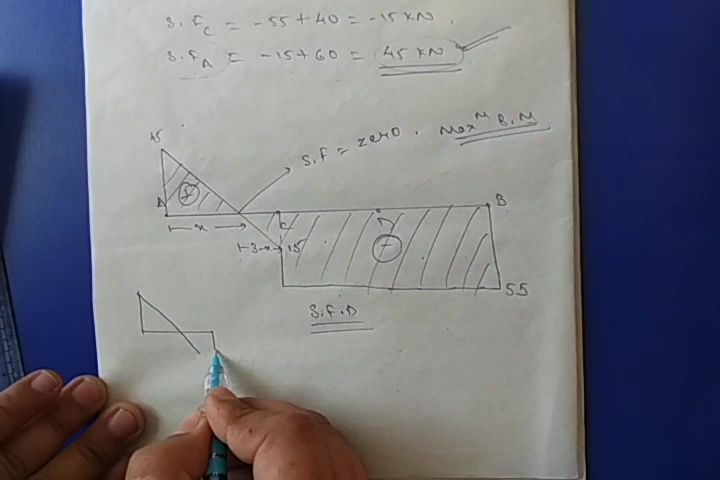 S.F_C = -55+40 = -15 KN.
S.F_A = -15+60 = 45 KN
45
S.F = zero. Max^M B.M
A
+
x
C
B
3-x
15
-
55
S.F.D